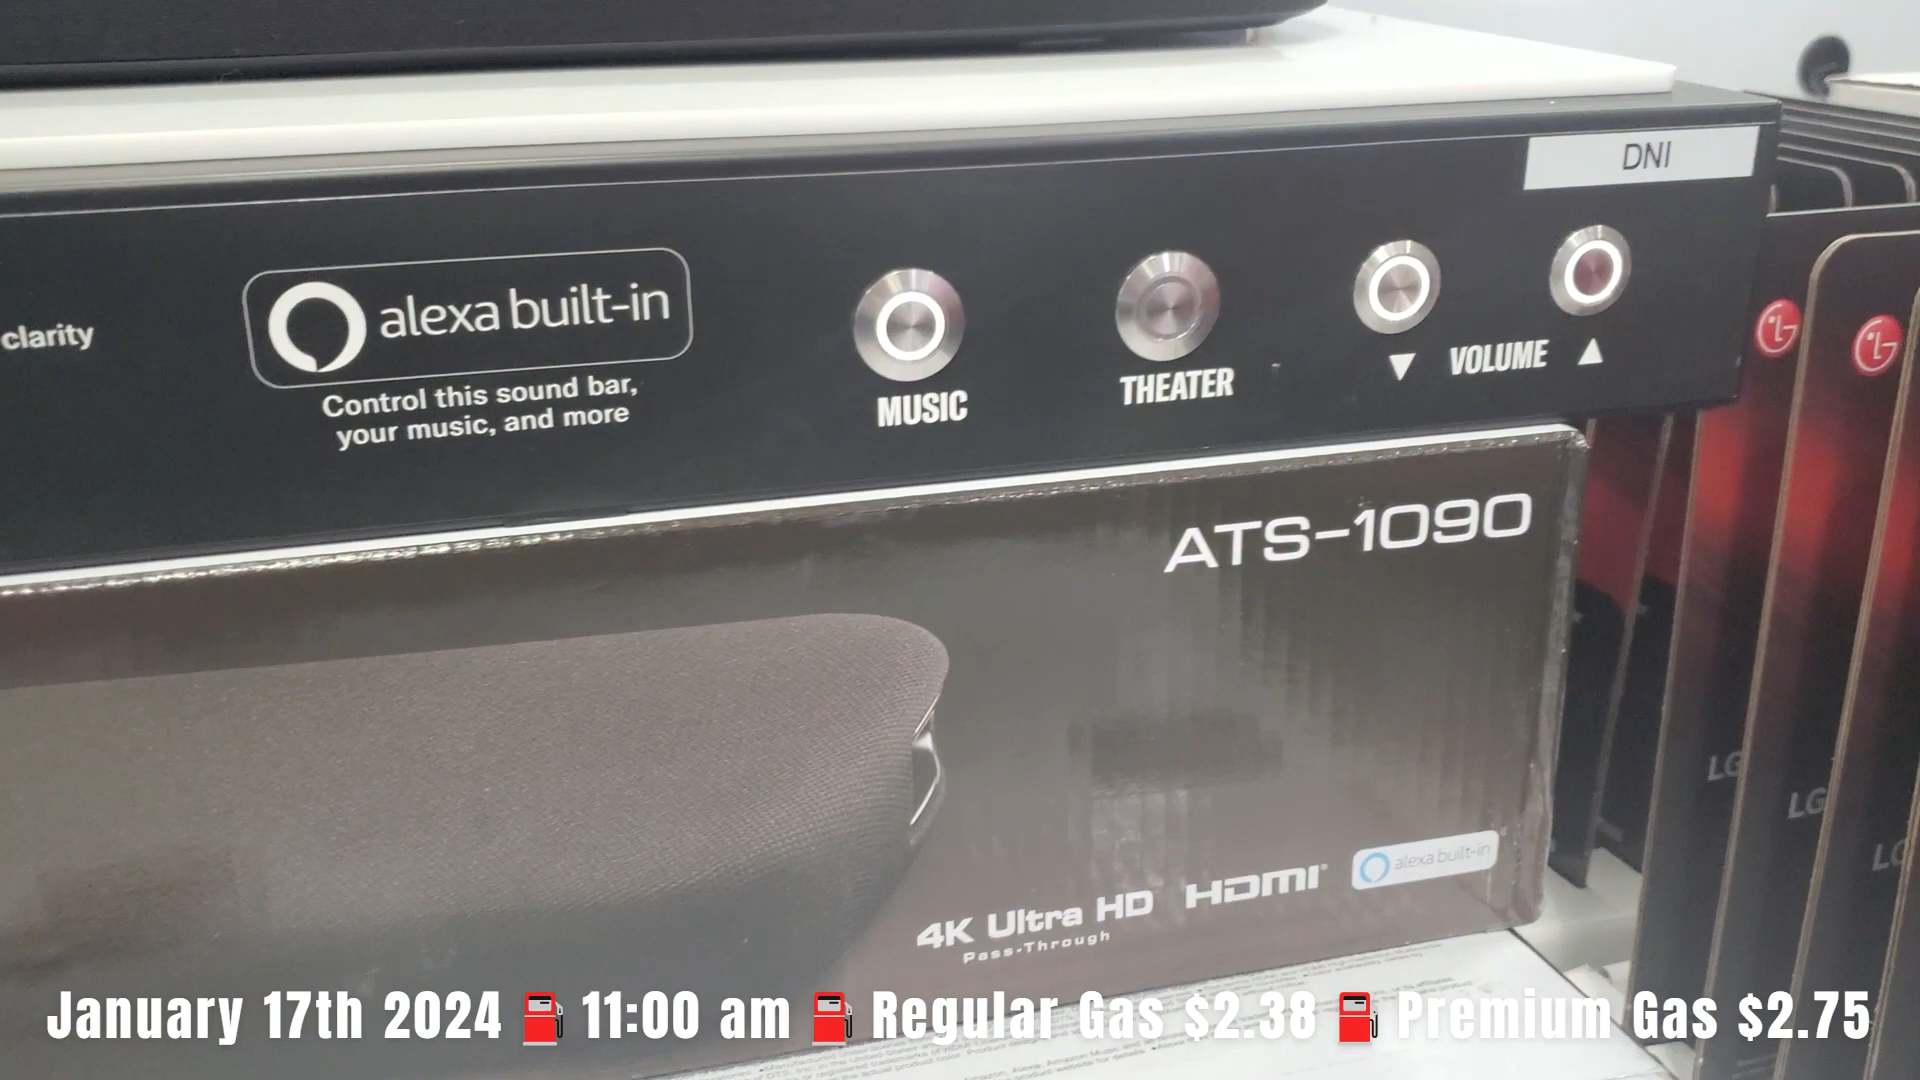 DNI
clarity
alexa built-in
Control this sound bar,
your music, and more
MUSIC
THEATER
▼ VOLUME ▲
ATS-1090
4K Ultra HD
Pass-Through
HDMI
alexa built-in
LG
LG
LG
January 17th 2024 ⛽ 11:00 am ⛽ Regular Gas $2.38 ⛽ Premium Gas $2.75